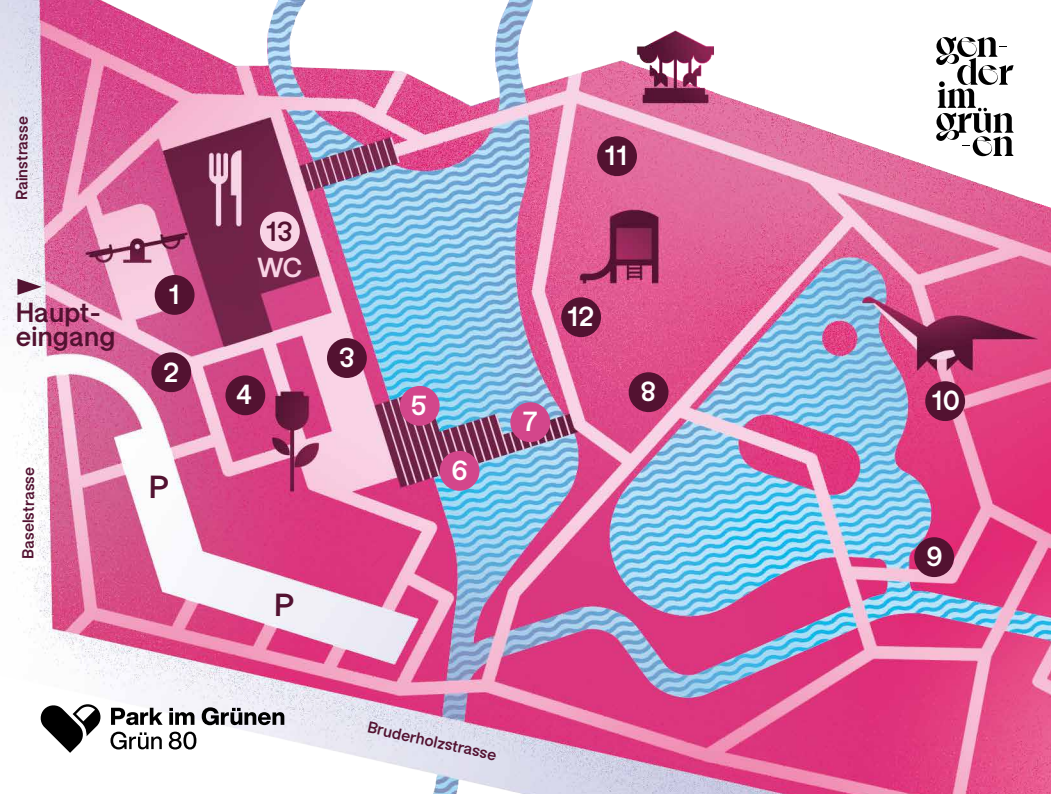 gen-
der
im
grün
-en
Rainstrasse
Haupt-
eingang
Baselstrasse
1
2
3
4
5
6
7
8
9
10
11
12
13
WC
P
P
Park im Grünen
Grün 80
Bruderholzstrasse